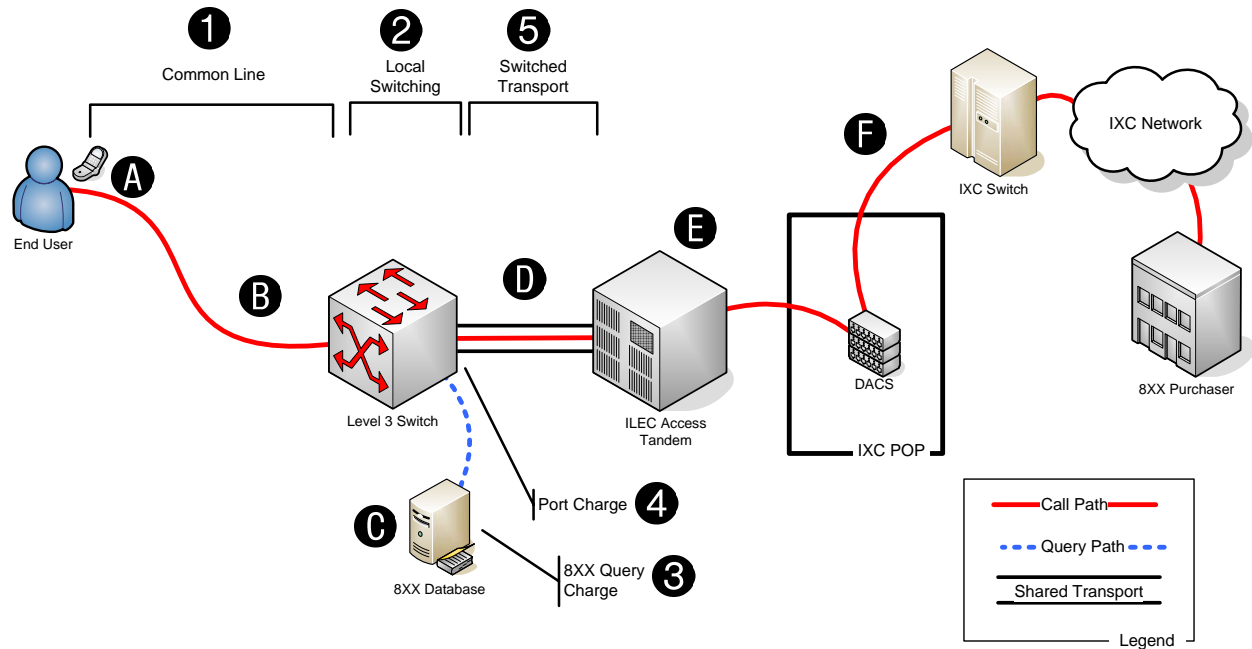 1
2
5
Common Line
Local
Switching
Switched
Transport
A
End User
B
D
E
F
IXC Switch
IXC Network
8XX Purchaser
Level 3 Switch
ILEC Access
Tandem
DACS
IXC POP
C
8XX Database
Port Charge
4
8XX Query
Charge
3
Call Path
Query Path
Shared Transport
Legend